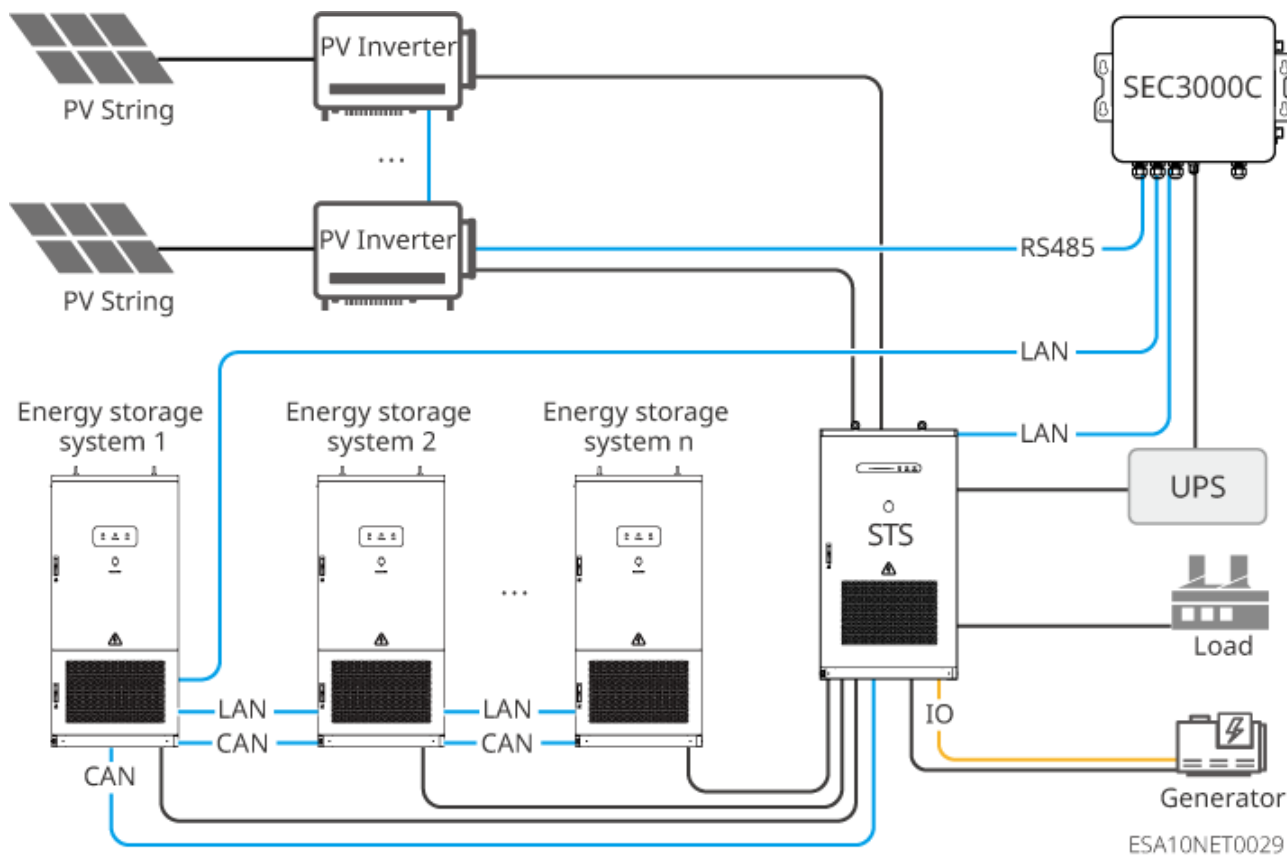 PV Inverter
SEC3000C
PV String
...
PV Inverter
RS485
PV String
LAN
Energy storage
system 1
Energy storage
system 2
Energy storage
system n
LAN
UPS
STS
...
Load
LAN
LAN
IO
CAN
CAN
CAN
Generator
ESA10NET0029